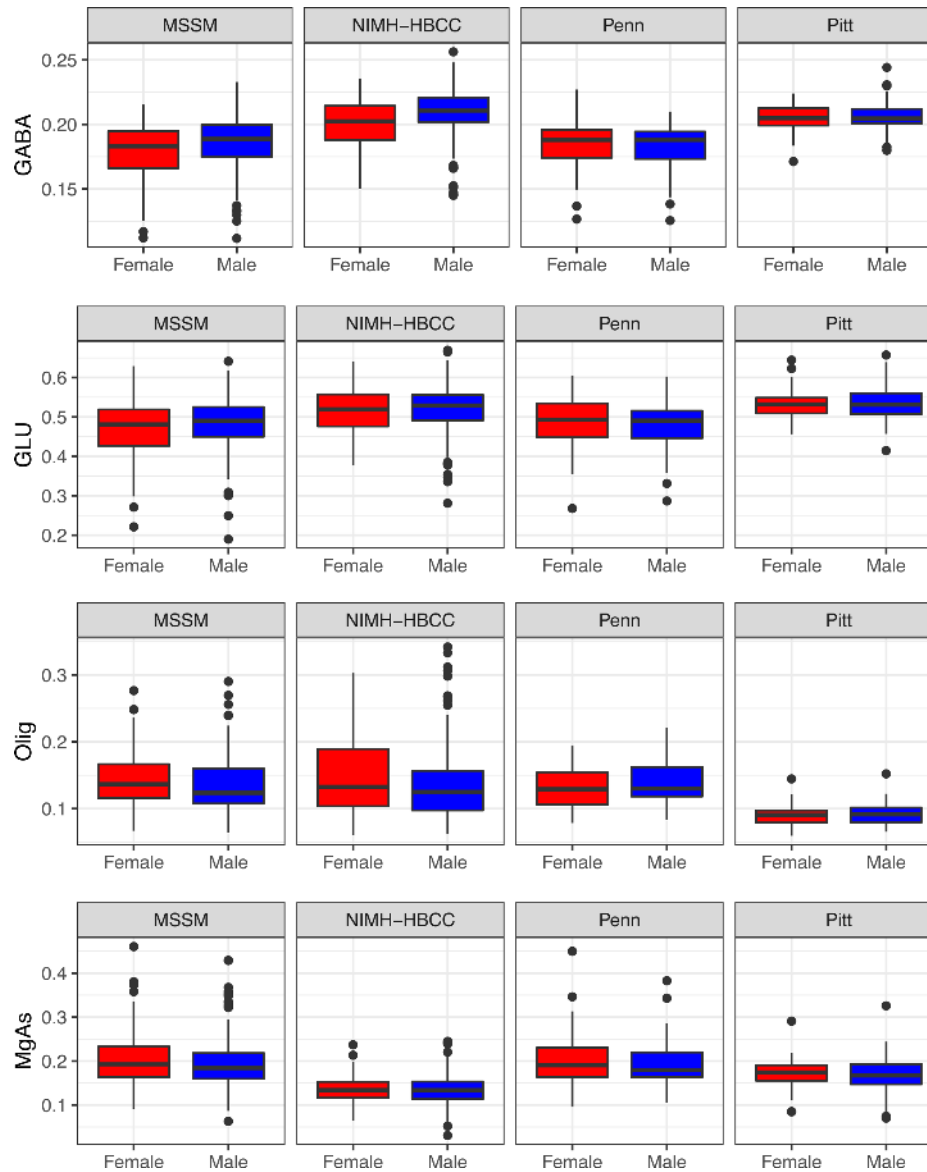 MSSM NIMH−HBCC Penn Pitt
0.25
0.20
0.15
GABA
Female Male Female Male Female Male Female Male
MSSM NIMH−HBCC Penn Pitt
0.6
0.5
0.4
0.3
0.2
GLU
Female Male Female Male Female Male Female Male
MSSM NIMH−HBCC Penn Pitt
0.3
0.2
0.1
Olig
Female Male Female Male Female Male Female Male
MSSM NIMH−HBCC Penn Pitt
0.4
0.3
0.2
0.1
MgAs
Female Male Female Male Female Male Female Male